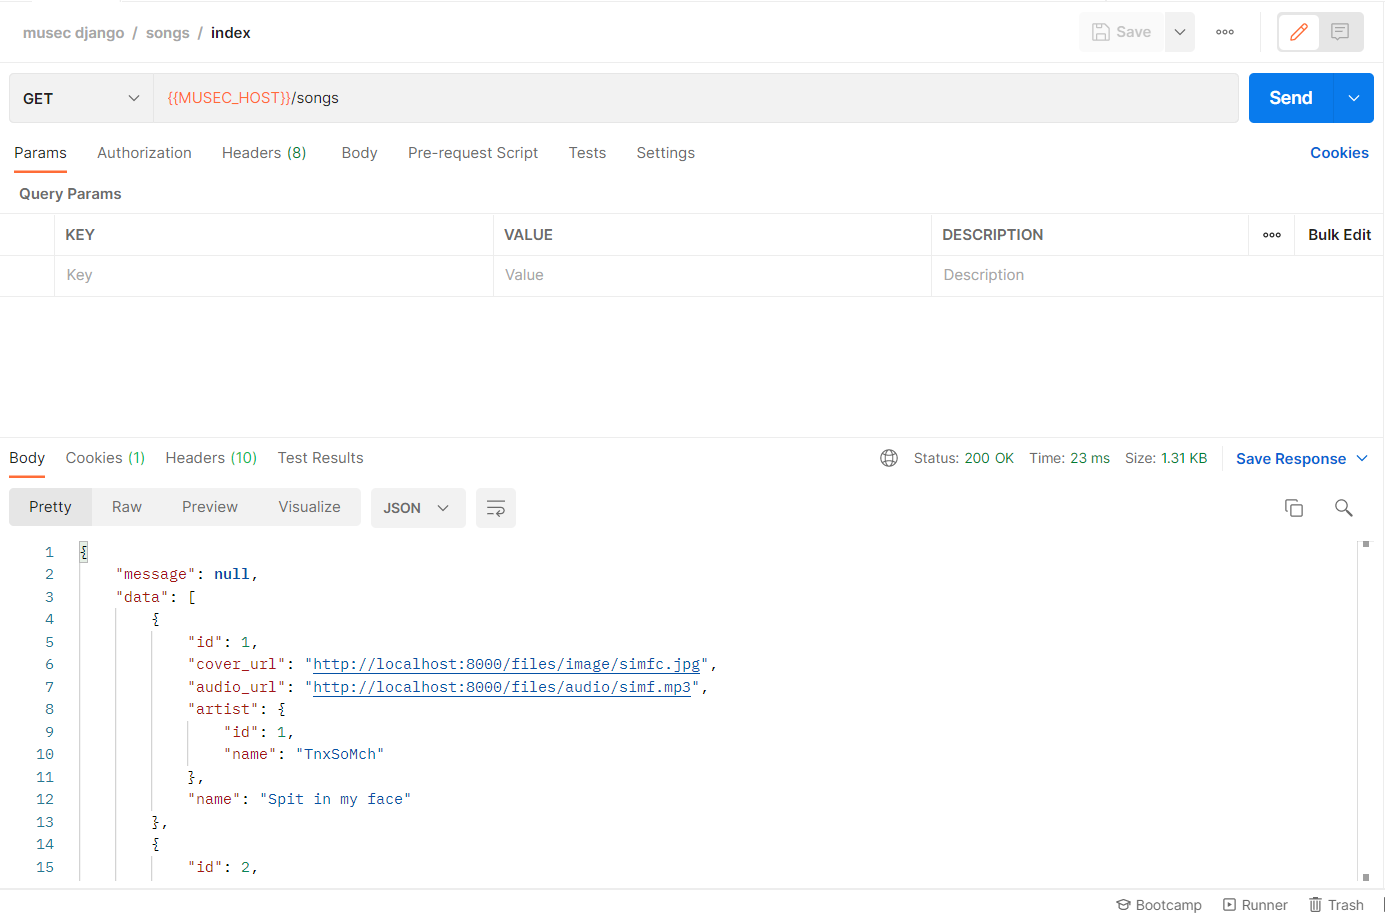 musec django / songs / index
Save
GET
{{MUSEC_HOST}}/songs
Send
Params Authorization Headers (8) Body Pre-request Script Tests Settings Cookies
Query Params
KEY VALUE DESCRIPTION Bulk Edit
Key Value Description
Body Cookies (1) Headers (10) Test Results Status: 200 OK Time: 23 ms Size: 1.31 KB Save Response
Pretty Raw Preview Visualize JSON
1 {
2 "message": null,
3 "data": [
4 {
5 "id": 1,
6 "cover_url": "http://localhost:8000/files/image/simfc.jpg",
7 "audio_url": "http://localhost:8000/files/audio/simf.mp3",
8 "artist": {
9 "id": 1,
10 "name": "TnxSoMch"
11 },
12 "name": "Spit in my face"
13 },
14 {
15 "id": 2,
Bootcamp Runner Trash